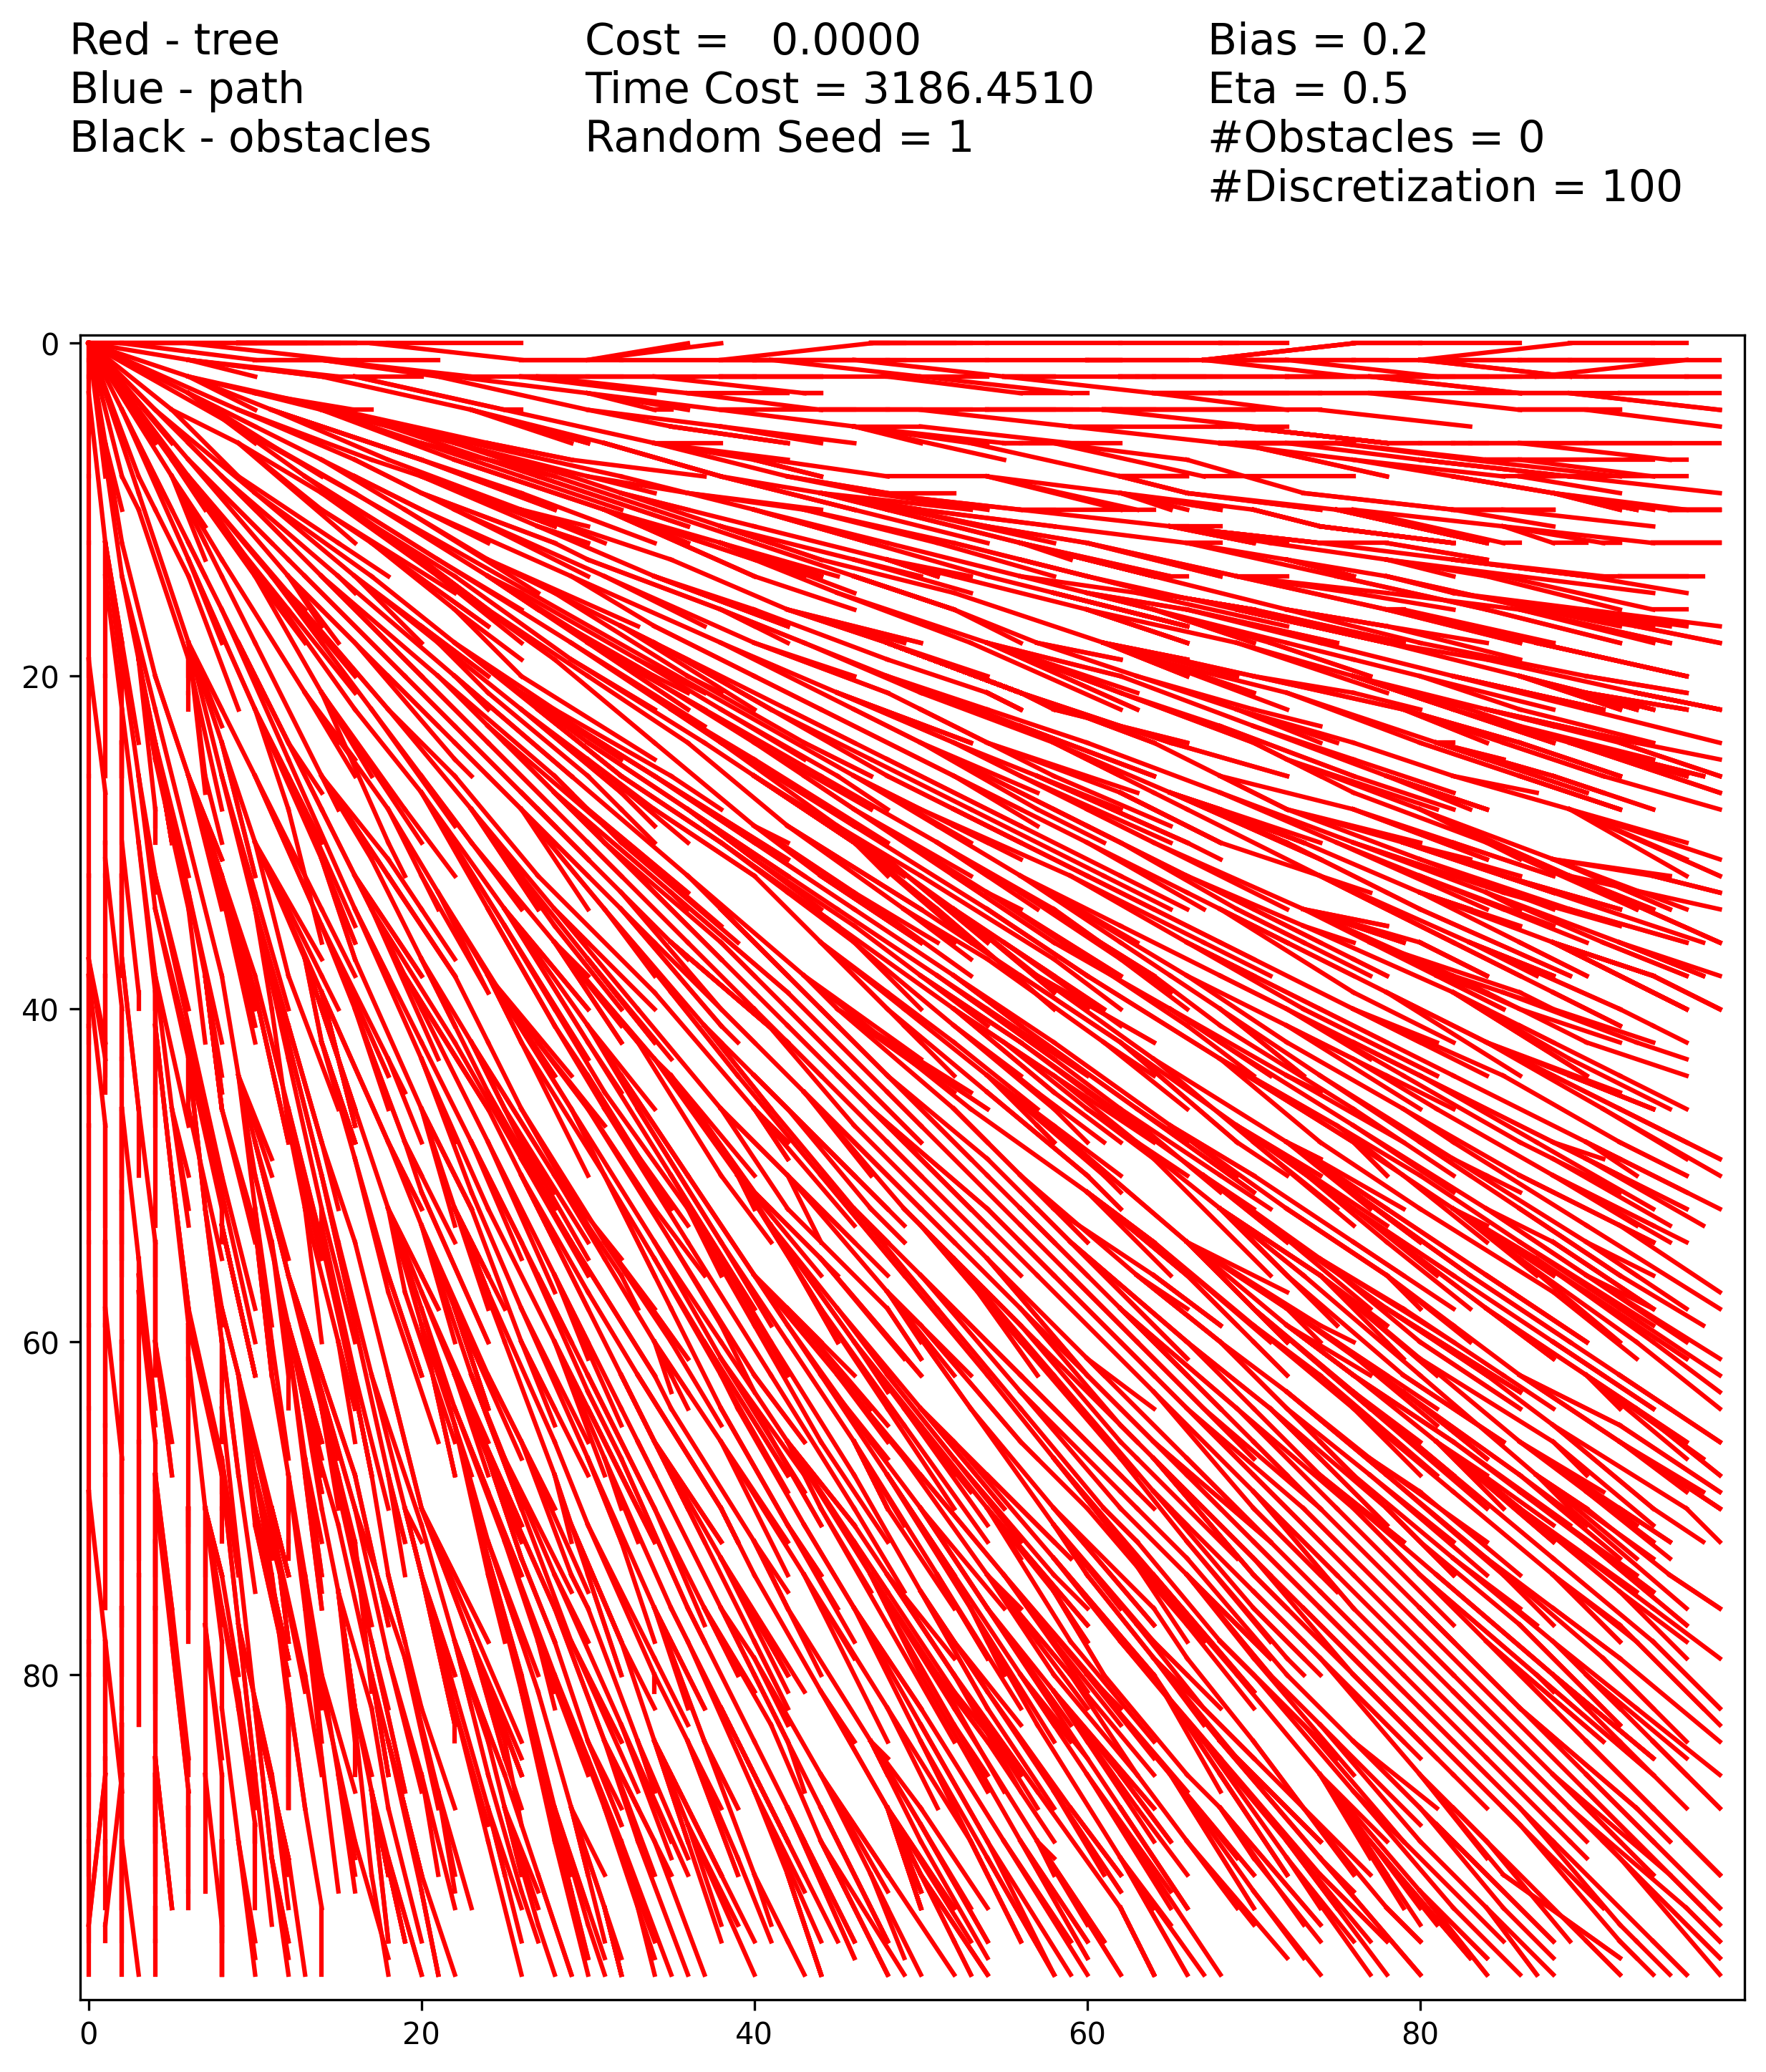 Red - tree
Blue - path
Black - obstacles
Cost = 0.0000
Time Cost = 3186.4510
Random Seed = 1
Bias = 0.2
Eta = 0.5
#Obstacles = 0
#Discretization = 100
0
20
40
60
80
0 20 40 60 80